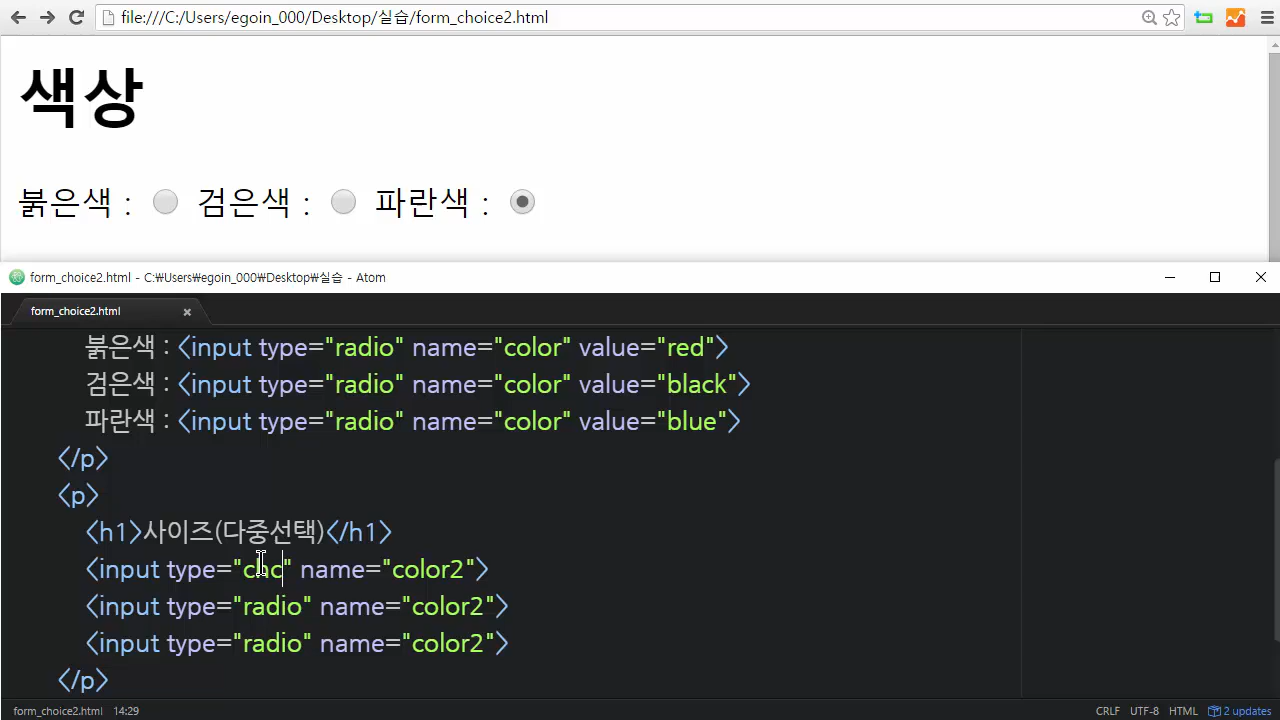 file:///C:/Users/egoin_000/Desktop/실습/form_choice2.html
색상
붉은색 : 검은색 : 파란색 :
form_choice2.html - C:₩Users₩egoin_000₩Desktop₩실습 - Atom
form_choice2.html
붉은색 : <input type="radio" name="color" value="red">
검은색 : <input type="radio" name="color" value="black">
파란색 : <input type="radio" name="color" value="blue">
</p>
<p>
<h1>사이즈(다중선택)</h1>
<input type="chc" name="color2">
<input type="radio" name="color2">
<input type="radio" name="color2">
</p>
form_choice2.html 14:29 CRLF UTF-8 HTML 2 updates